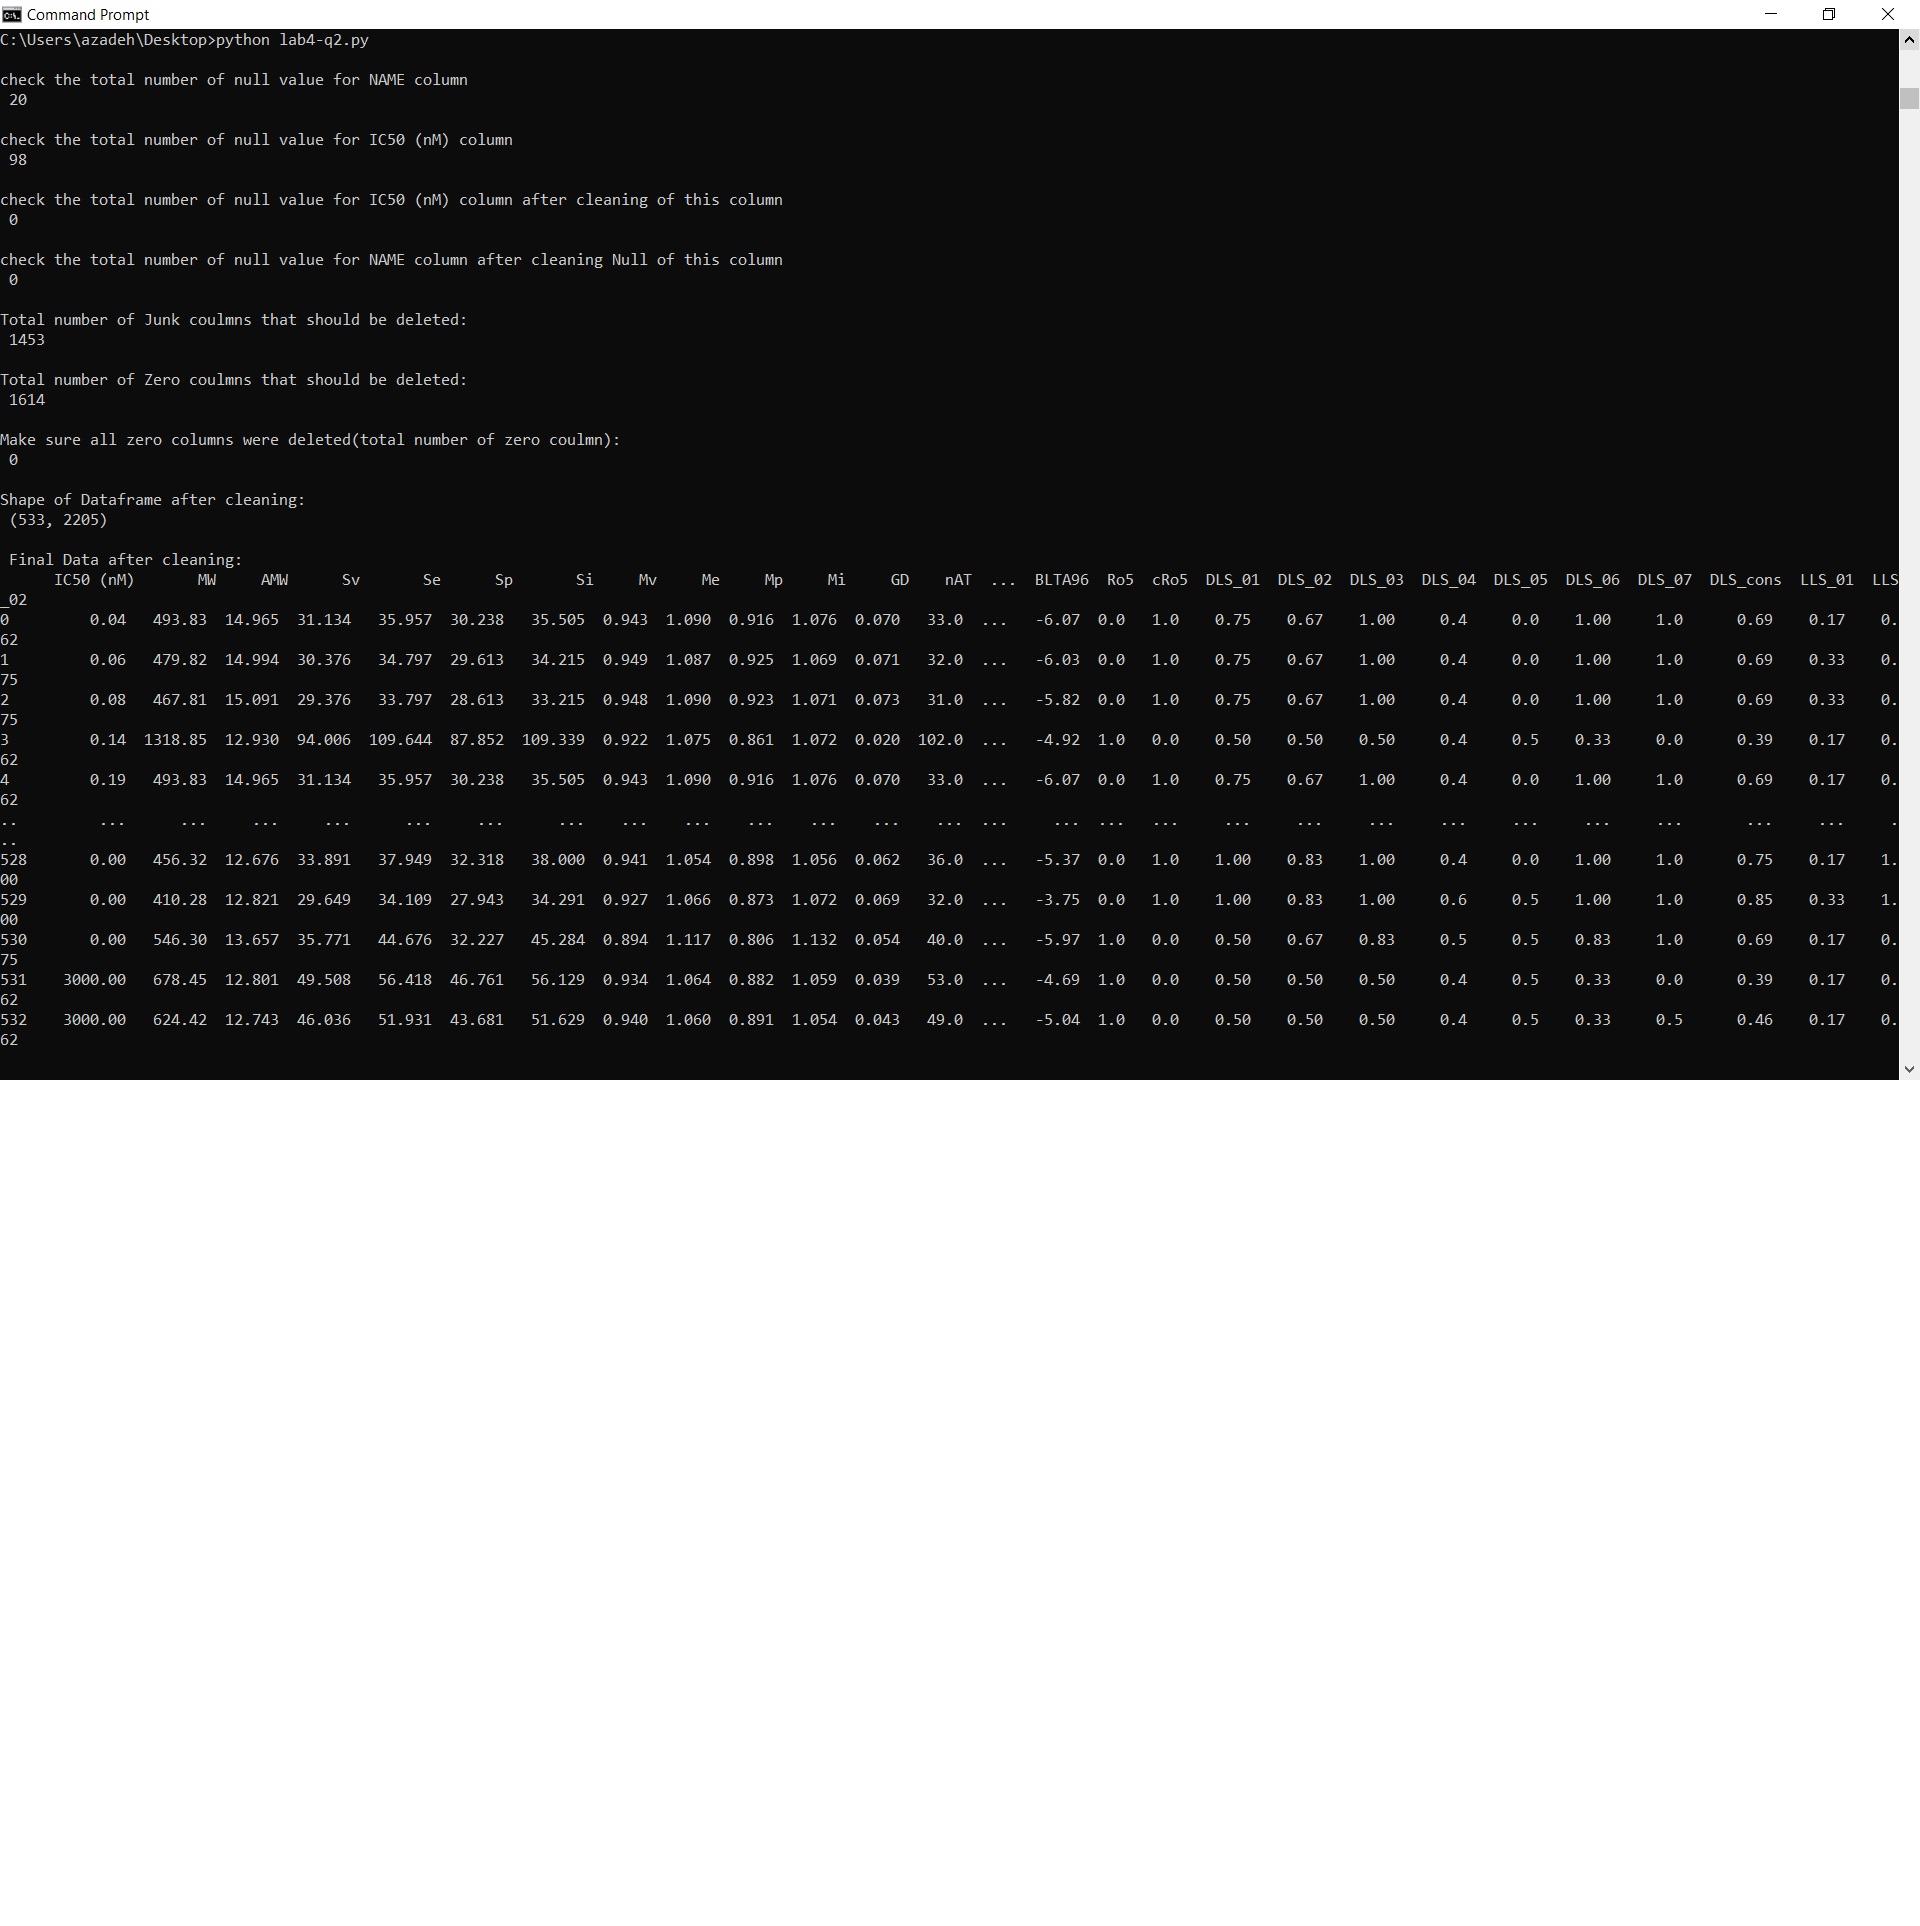 Command Prompt
C:\Users\azadeh\Desktop>python lab4-q2.py
check the total number of null value for NAME column
20
check the total number of null value for IC50 (nM) column
98
check the total number of null value for IC50 (nM) column after cleaning of this column
0
check the total number of null value for NAME column after cleaning Null of this column
0
Total number of Junk coulmns that should be deleted:
1453
Total number of Zero coulmns that should be deleted:
1614
Make sure all zero columns were deleted(total number of zero coulmn):
0
Shape of Dataframe after cleaning:
(533, 2205)
Final Data after cleaning:
IC50 (nM) MW AMW Sv Se Sp Si Mv Me Mp Mi GD nAT ... BLTA96 Ro5 cRo5 DLS_01 DLS_02 DLS_03 DLS_04 DLS_05 DLS_06 DLS_07 DLS_cons LLS_01 LLS
_02
0 0.04 493.83 14.965 31.134 35.957 30.238 35.505 0.943 1.090 0.916 1.076 0.070 33.0 ... -6.07 0.0 1.0 0.75 0.67 1.00 0.4 0.0 1.00 1.0 0.69 0.17 0.
62
1 0.06 479.82 14.994 30.376 34.797 29.613 34.215 0.949 1.087 0.925 1.069 0.071 32.0 ... -6.03 0.0 1.0 0.75 0.67 1.00 0.4 0.0 1.00 1.0 0.69 0.33 0.
75
2 0.08 467.81 15.091 29.376 33.797 28.613 33.215 0.948 1.090 0.923 1.071 0.073 31.0 ... -5.82 0.0 1.0 0.75 0.67 1.00 0.4 0.0 1.00 1.0 0.69 0.33 0.
75
3 0.14 1318.85 12.930 94.006 109.644 87.852 109.339 0.922 1.075 0.861 1.072 0.020 102.0 ... -4.92 1.0 0.0 0.50 0.50 0.50 0.4 0.5 0.33 0.0 0.39 0.17 0.
62
4 0.19 493.83 14.965 31.134 35.957 30.238 35.505 0.943 1.090 0.916 1.076 0.070 33.0 ... -6.07 0.0 1.0 0.75 0.67 1.00 0.4 0.0 1.00 1.0 0.69 0.17 0.
62
.. ... ... ... ... ... ... ... ... ... ... ... ... ... ... ... ... ... ... ... ... ... ... ... ... ... ... .
..
528 0.00 456.32 12.676 33.891 37.949 32.318 38.000 0.941 1.054 0.898 1.056 0.062 36.0 ... -5.37 0.0 1.0 1.00 0.83 1.00 0.4 0.0 1.00 1.0 0.75 0.17 1.
00
529 0.00 410.28 12.821 29.649 34.109 27.943 34.291 0.927 1.066 0.873 1.072 0.069 32.0 ... -3.75 0.0 1.0 1.00 0.83 1.00 0.6 0.5 1.00 1.0 0.85 0.33 1.
00
530 0.00 546.30 13.657 35.771 44.676 32.227 45.284 0.894 1.117 0.806 1.132 0.054 40.0 ... -5.97 1.0 0.0 0.50 0.67 0.83 0.5 0.5 0.83 1.0 0.69 0.17 0.
75
531 3000.00 678.45 12.801 49.508 56.418 46.761 56.129 0.934 1.064 0.882 1.059 0.039 53.0 ... -4.69 1.0 0.0 0.50 0.50 0.50 0.4 0.5 0.33 0.0 0.39 0.17 0.
62
532 3000.00 624.42 12.743 46.036 51.931 43.681 51.629 0.940 1.060 0.891 1.054 0.043 49.0 ... -5.04 1.0 0.0 0.50 0.50 0.50 0.4 0.5 0.33 0.5 0.46 0.17 0.
62